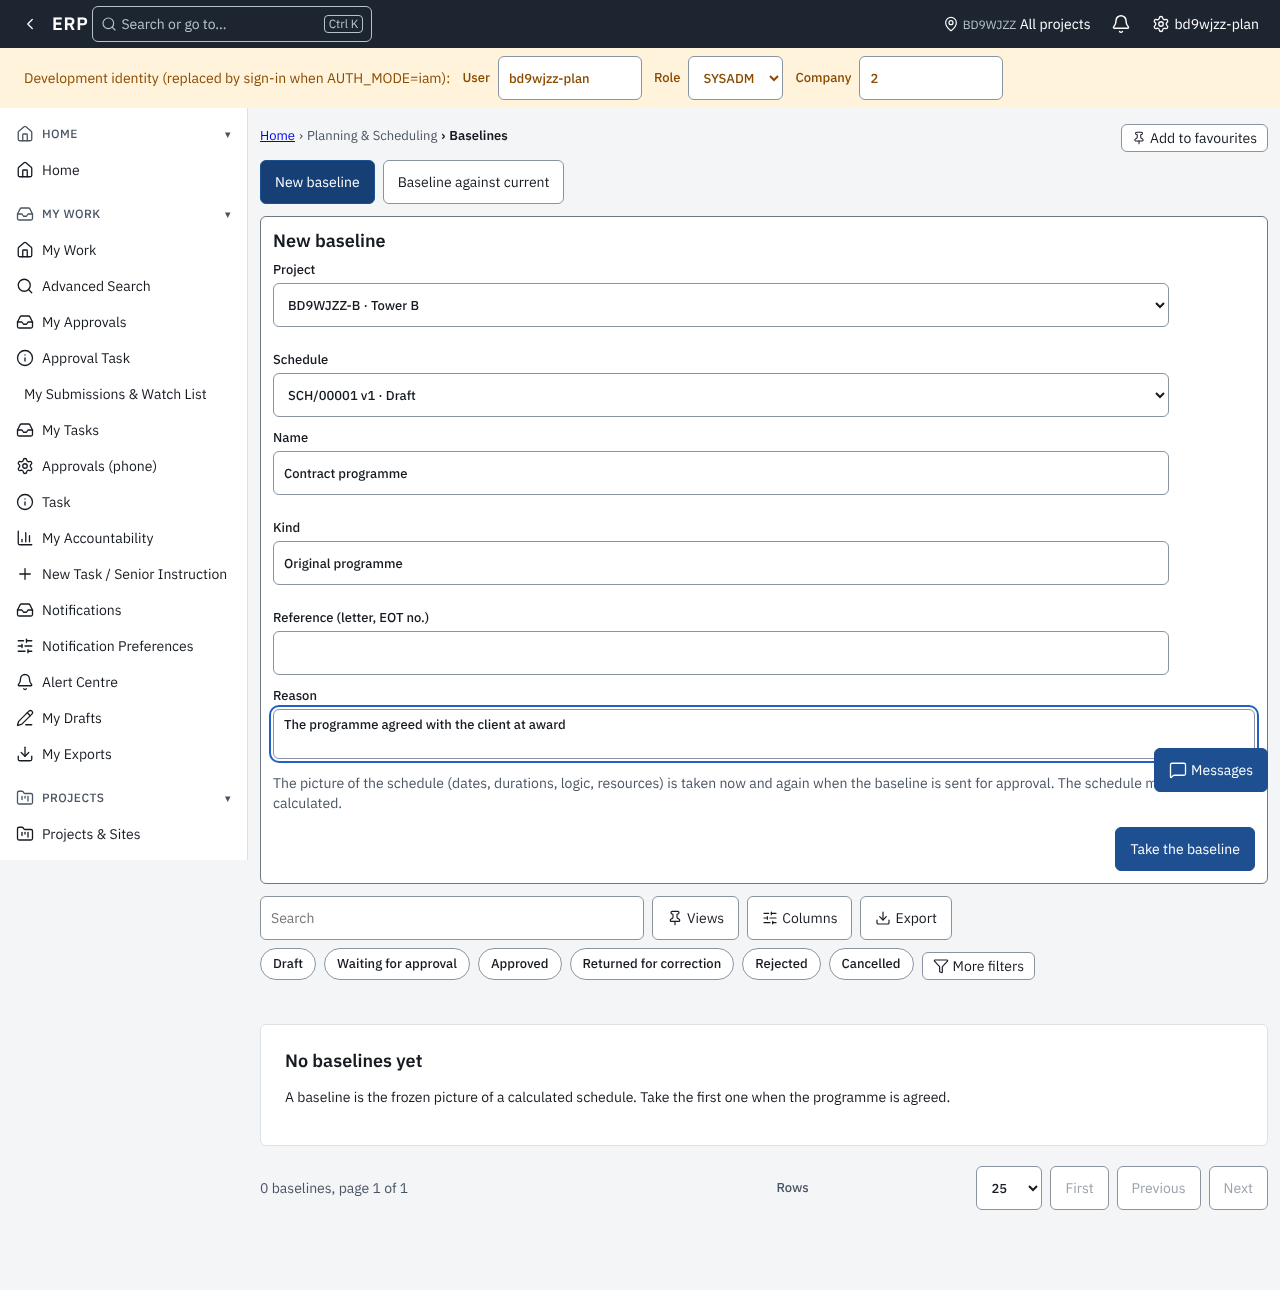 ERP
Search or go to...
Ctrl K
BD9WJZZ All projects
bd9wjzz-plan
Development identity (replaced by sign-in when AUTH_MODE=iam):
User
bd9wjzz-plan
Role
SYSADM
Company
2
HOME
Home
MY WORK
My Work
Advanced Search
My Approvals
Approval Task
My Submissions & Watch List
My Tasks
Approvals (phone)
Task
My Accountability
New Task / Senior Instruction
Notifications
Notification Preferences
Alert Centre
My Drafts
My Exports
PROJECTS
Projects & Sites
Home › Planning & Scheduling › Baselines
Add to favourites
New baseline
Baseline against current
New baseline
Project
BD9WJZZ-B · Tower B
Schedule
SCH/00001 v1 · Draft
Name
Contract programme
Kind
Original programme
Reference (letter, EOT no.)
Reason
The programme agreed with the client at award
The picture of the schedule (dates, durations, logic, resources) is taken now and again when the baseline is sent for approval. The schedule
calculated.
Messages
Take the baseline
Search
Views
Columns
Export
Draft
Waiting for approval
Approved
Returned for correction
Rejected
Cancelled
More filters
No baselines yet
A baseline is the frozen picture of a calculated schedule. Take the first one when the programme is agreed.
0 baselines, page 1 of 1
Rows
25
First
Previous
Next